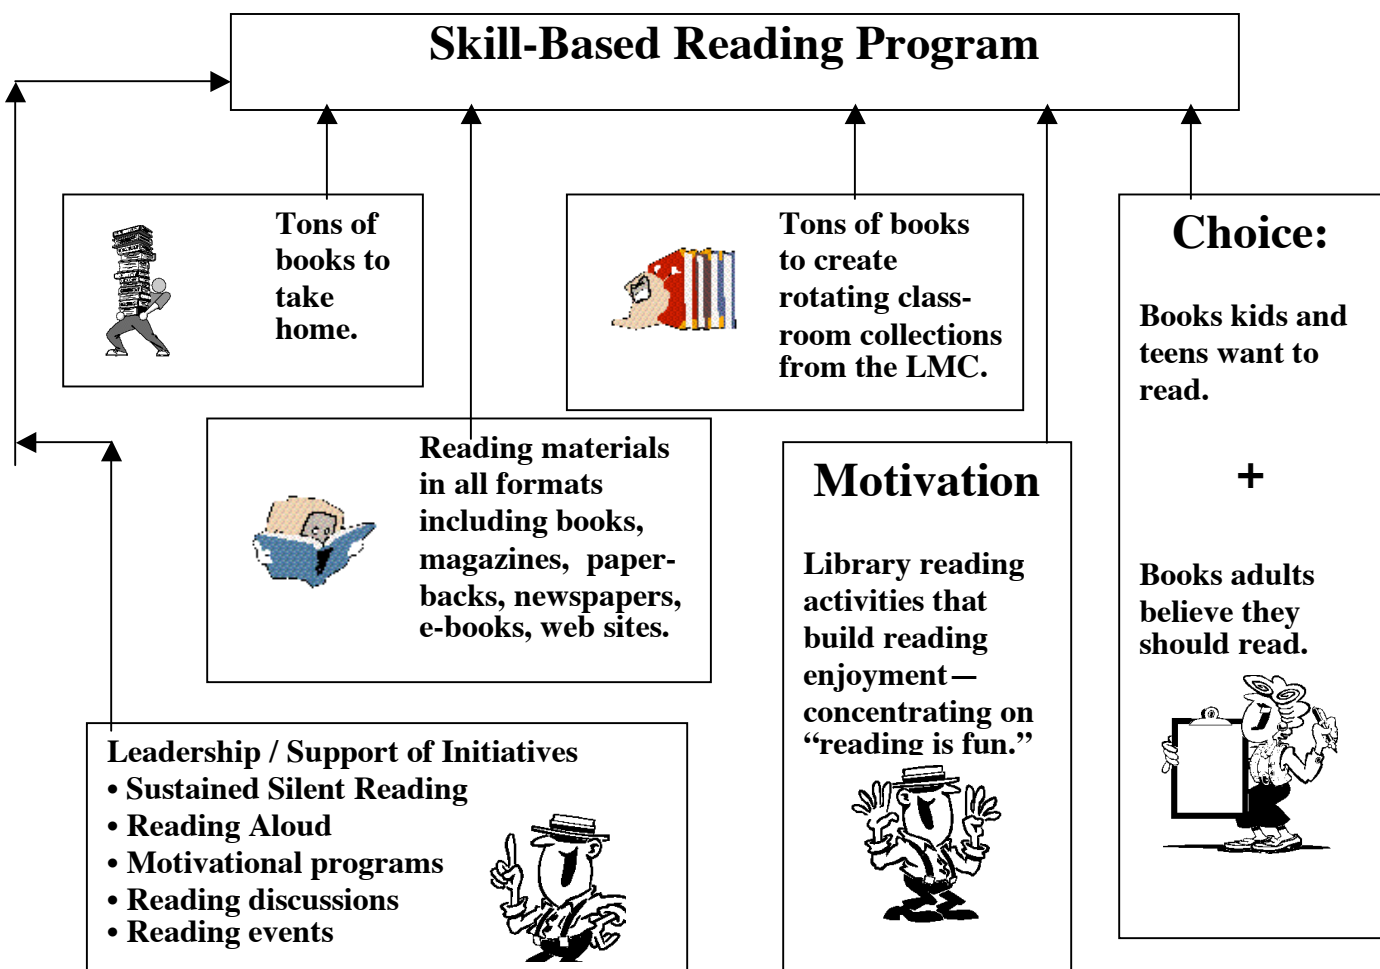 Skill-Based Reading Program
Tons of
books to
take
home.
Tons of books
to create
rotating class-
room collections
from the LMC.
Choice:
Books kids and
teens want to
read.
+
Books adults
believe they
should read.
Reading materials
in all formats
including books,
magazines, paper-
backs, newspapers,
e-books, web sites.
Motivation
Library reading
activities that
build reading
enjoyment—
concentrating on
“reading is fun.”
Leadership / Support of Initiatives
• Sustained Silent Reading
• Reading Aloud
• Motivational programs
• Reading discussions
• Reading events